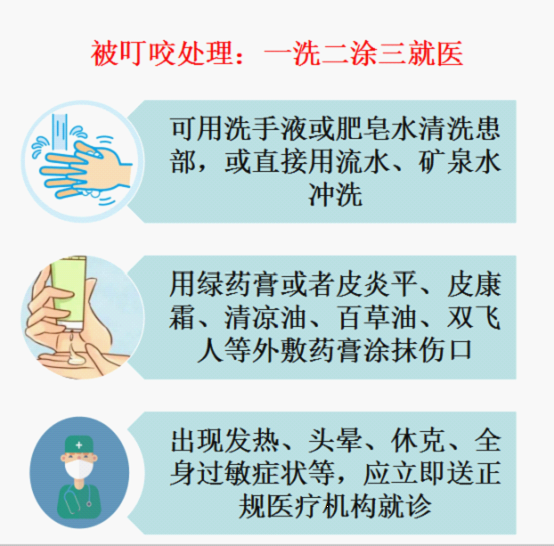 被叮咬处理：一洗二涂三就医
可用洗手液或肥皂水清洗患
部，或直接用流水、矿泉水
冲洗
用绿药膏或者皮炎平、皮康
霜、清凉油、百草油、双飞
人等外敷药膏涂抹伤口
出现发热、头晕、休克、全
身过敏症状等，应立即送正
规医疗机构就诊